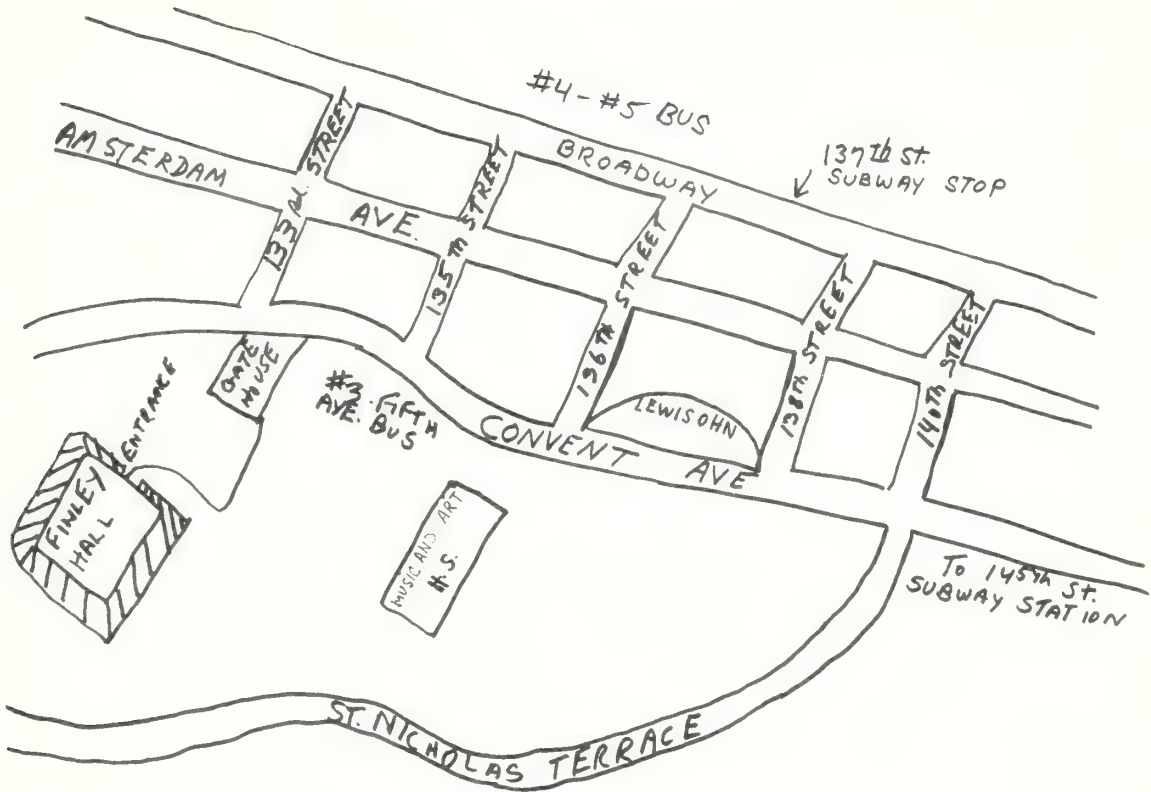 #4 - #5 BUS
BROADWAY
137th St.
SUBWAY STOP
AMSTERDAM
AVE.
133 Rd. STREET
135th STREET
136TH STREET
138TH STREET
140TH STREET
GATE
HOUSE
ENTRANCE
#3 FIFTH
AVE. BUS
LEWISOHN
CONVENT AVE
FINLEY
HALL
MUSIC AND ART
H.S.
TO 145th St.
SUBWAY STATION
ST. NICHOLAS TERRACE